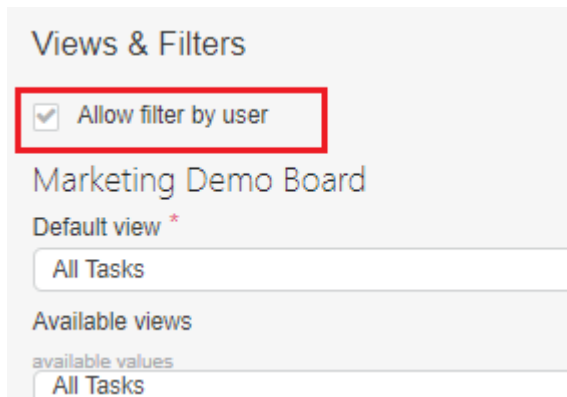 Views & Filters
Allow filter by user
Marketing Demo Board
Default view *
All Tasks
Available views
available values
All Tasks